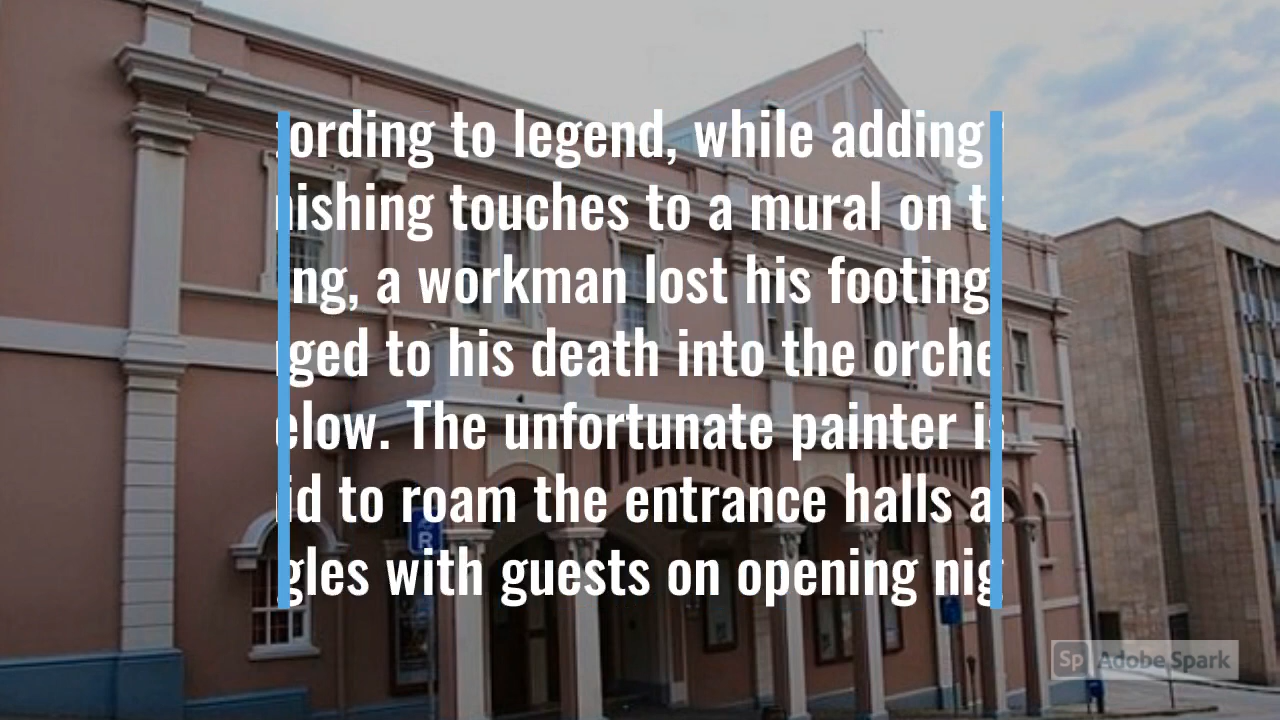 ording to legend, while adding
nishing touches to a mural on t
ng, a workman lost his footing
ged to his death into the orche
elow. The unfortunate painter is
id to roam the entrance halls a
gles with guests on opening nig
R
Sp Adobe Spark